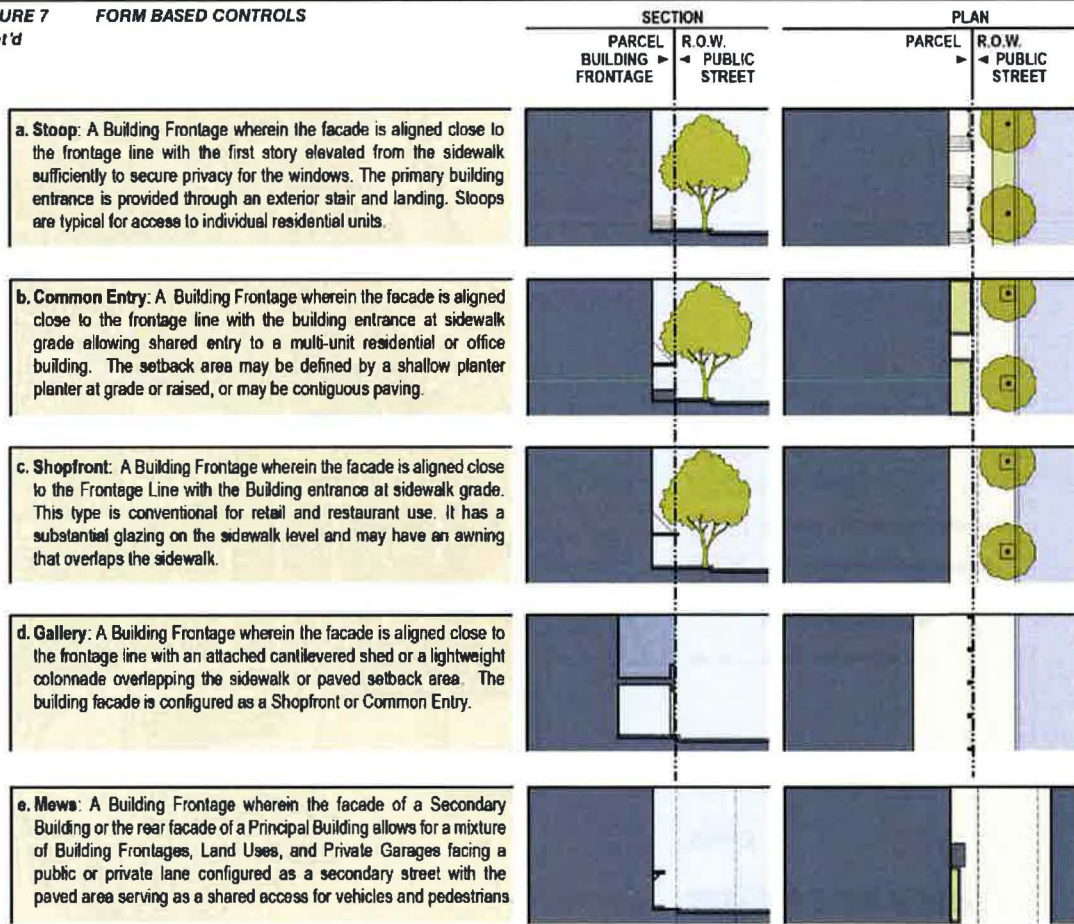 URE 7 FORM BASED CONTROLS
t'd
SECTION
PLAN
PARCEL R.O.W.
BUILDING ► ◄ PUBLIC
FRONTAGE STREET
PARCEL R.O.W.
► ◄ PUBLIC
STREET
a. Stoop: A Building Frontage wherein the facade is aligned close to
the frontage line with the first story elevated from the sidewalk
sufficiently to secure privacy for the windows. The primary building
entrance is provided through an exterior stair and landing. Stoops
are typical for access to individual residential units.
b. Common Entry: A Building Frontage wherein the facade is aligned
close to the frontage line with the building entrance at sidewalk
grade allowing shared entry to a multi-unit residential or office
building. The setback area may be defined by a shallow planter
planter at grade or raised, or may be contiguous paving.
c. Shopfront: A Building Frontage wherein the facade is aligned close
to the Frontage Line with the Building entrance at sidewalk grade.
This type is conventional for retail and restaurant use. It has a
substantial glazing on the sidewalk level and may have an awning
that overlaps the sidewalk.
d. Gallery: A Building Frontage wherein the facade is aligned close to
the frontage line with an attached cantilevered shed or a lightweight
colonnade overlapping the sidewalk or paved setback area. The
building facade is configured as a Shopfront or Common Entry.
e. Mews: A Building Frontage wherein the facade of a Secondary
Building or the rear facade of a Principal Building allows for a mixture
of Building Frontages, Land Uses, and Private Garages facing a
public or private lane configured as a secondary street with the
paved area serving as a shared access for vehicles and pedestrians